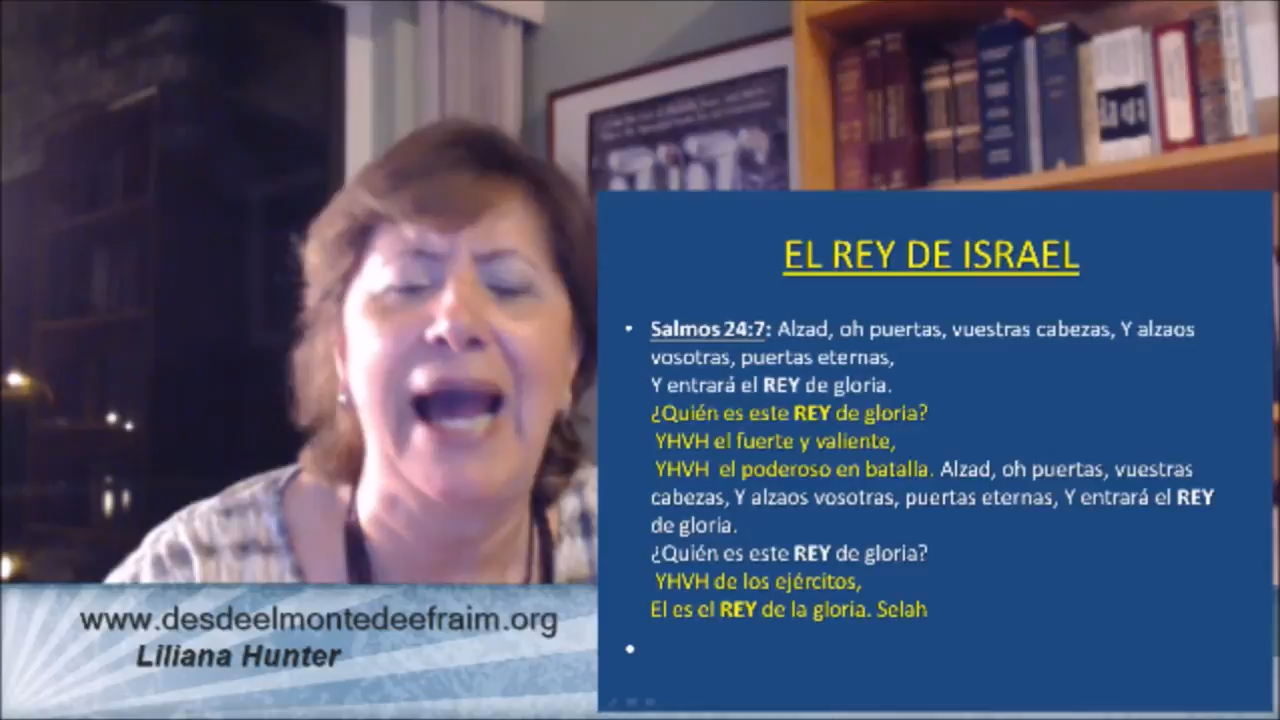 EL REY DE ISRAEL
• Salmos 24:7: Alzad, oh puertas, vuestras cabezas, Y alzaos
vosotras, puertas eternas,
Y entrará el REY de gloria.
¿Quién es este REY de gloria?
YHVH el fuerte y valiente,
YHVH el poderoso en batalla. Alzad, oh puertas, vuestras
cabezas, Y alzaos vosotras, puertas eternas, Y entrará el REY
de gloria.
¿Quién es este REY de gloria?
YHVH de los ejércitos,
El es el REY de la gloria. Selah
•
www.desdeelmontedeefraim.org
Liliana Hunter